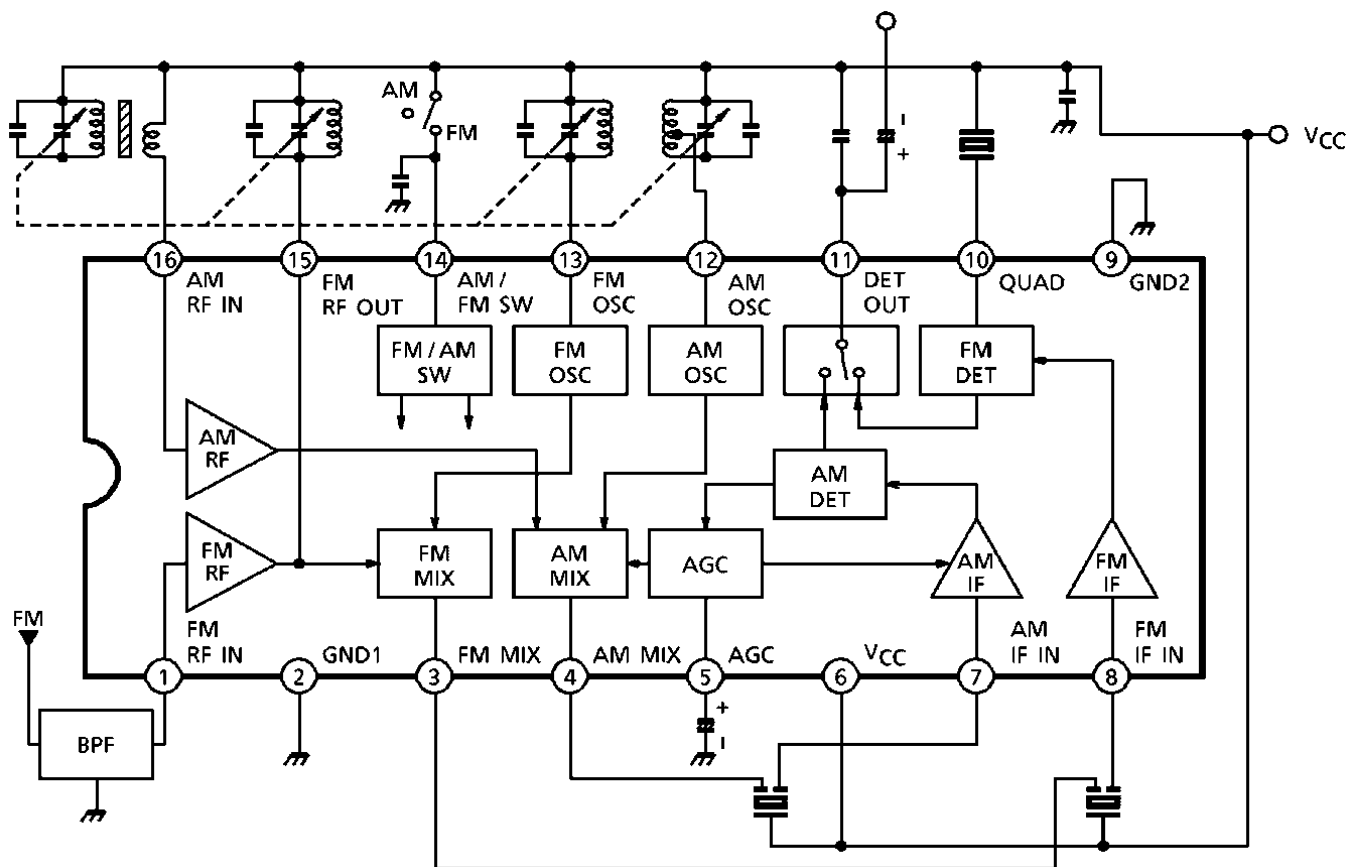 AM
FM
VCC
16
15
14
13
12
11
10
9
AM
RF IN
FM
RF OUT
AM /
FM SW
FM
OSC
AM
OSC
DET
OUT
QUAD
GND2
FM / AM
SW
FM
OSC
AM
OSC
FM
DET
AM
RF
AM
DET
FM
RF
FM
MIX
AM
MIX
AGC
AM
IF
FM
IF
FM
FM
RF IN
GND1
FM MIX
AM MIX
AGC
VCC
AM
IF IN
FM
IF IN
1
2
3
4
5
6
7
8
BPF